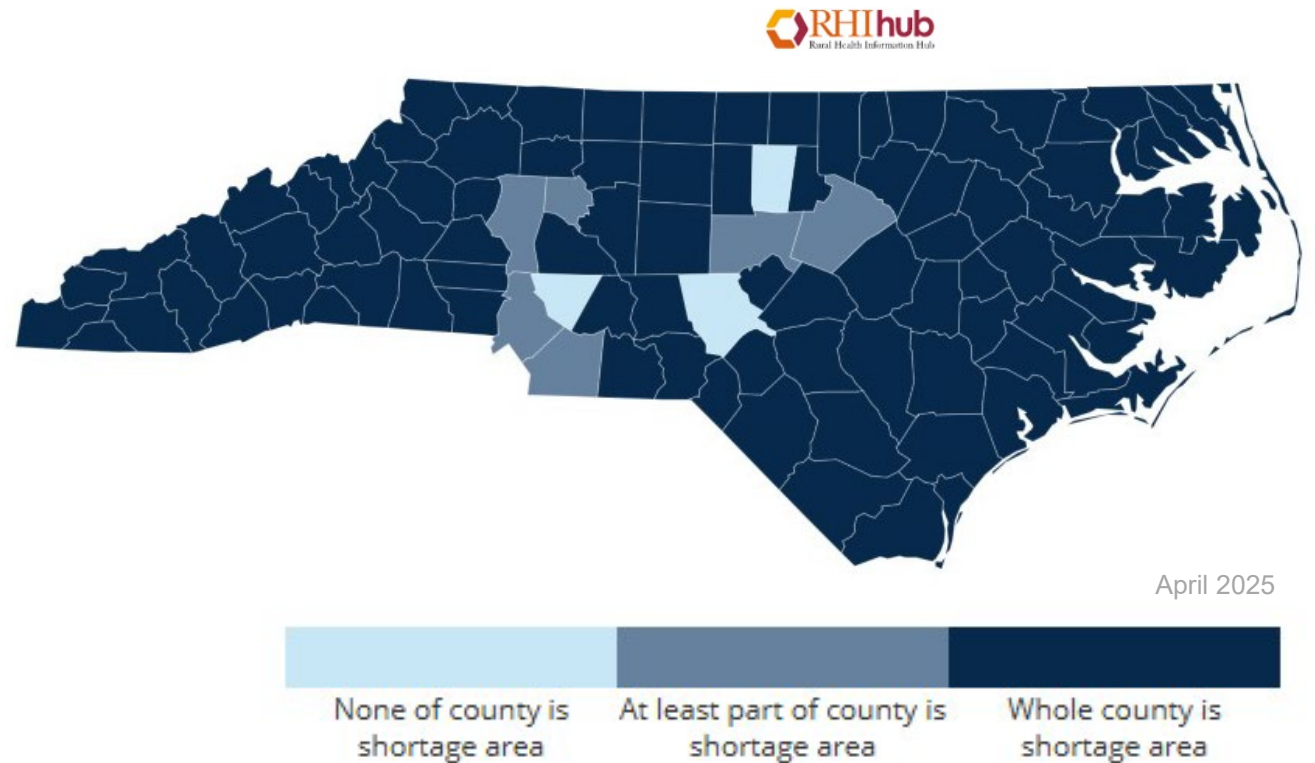 RHIhub
Rural Health Information Hub
April 2025
None of county is
shortage area
At least part of county is
shortage area
Whole county is
shortage area